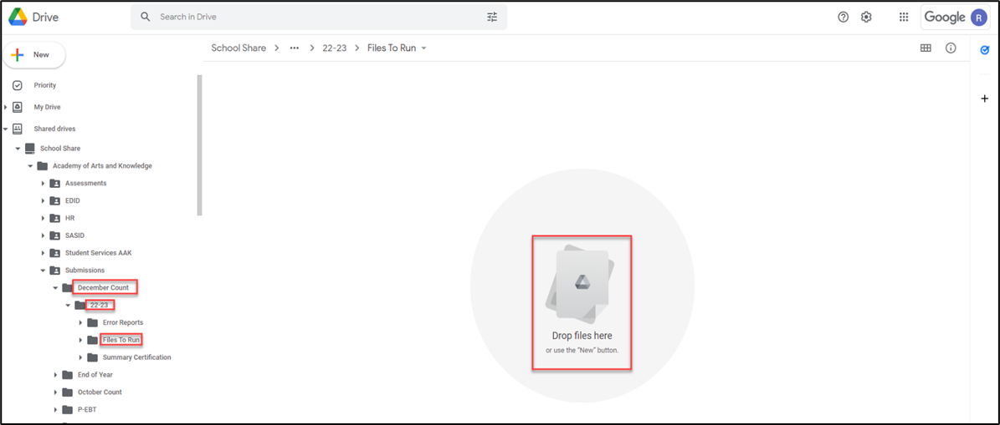 Drive
Search in Drive
Google R
New
School Share > ... > 22-23 > Files To Run
Priority
My Drive
Shared drives
School Share
Academy of Arts and Knowledge
Assessments
EDID
HR
SASID
Student Services AAK
Submissions
December Count
22-23
Error Reports
Files To Run
Summary Certification
End of Year
October Count
P-EBT
Drop files here
or use the "New" button.